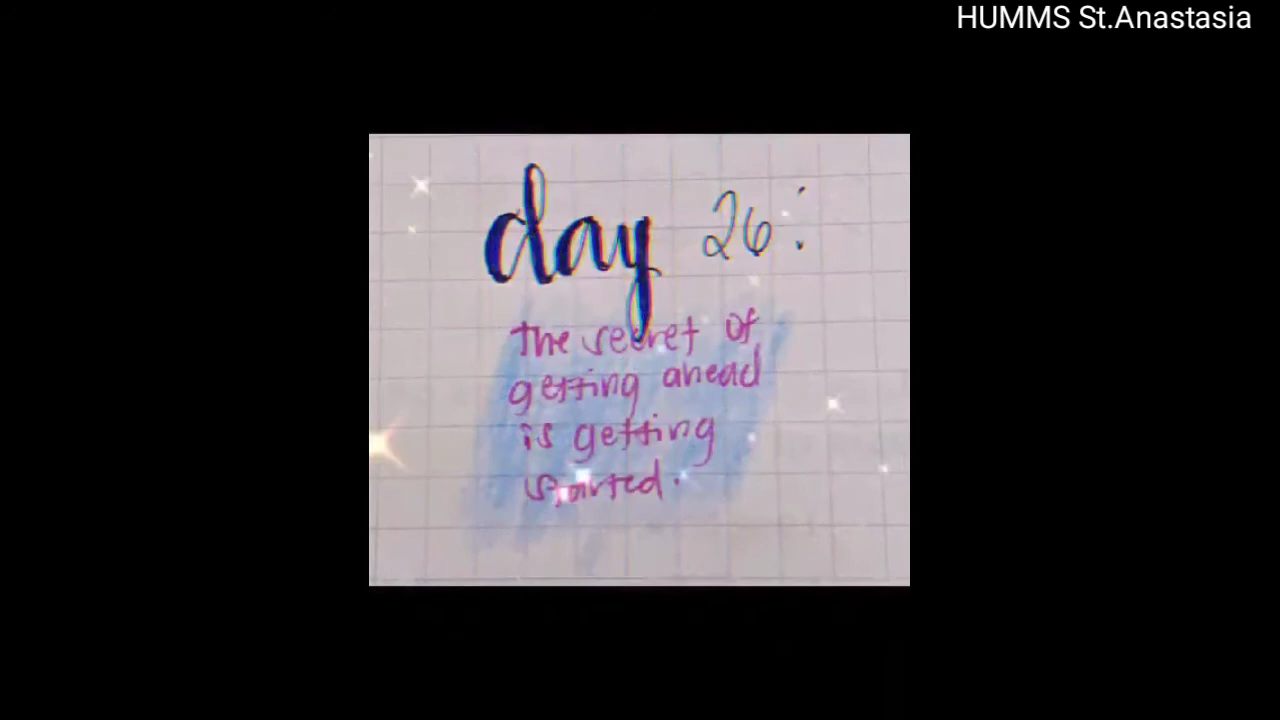 HUMMS St.Anastasia
day 26:
the secret of
getting ahead
is getting
started.